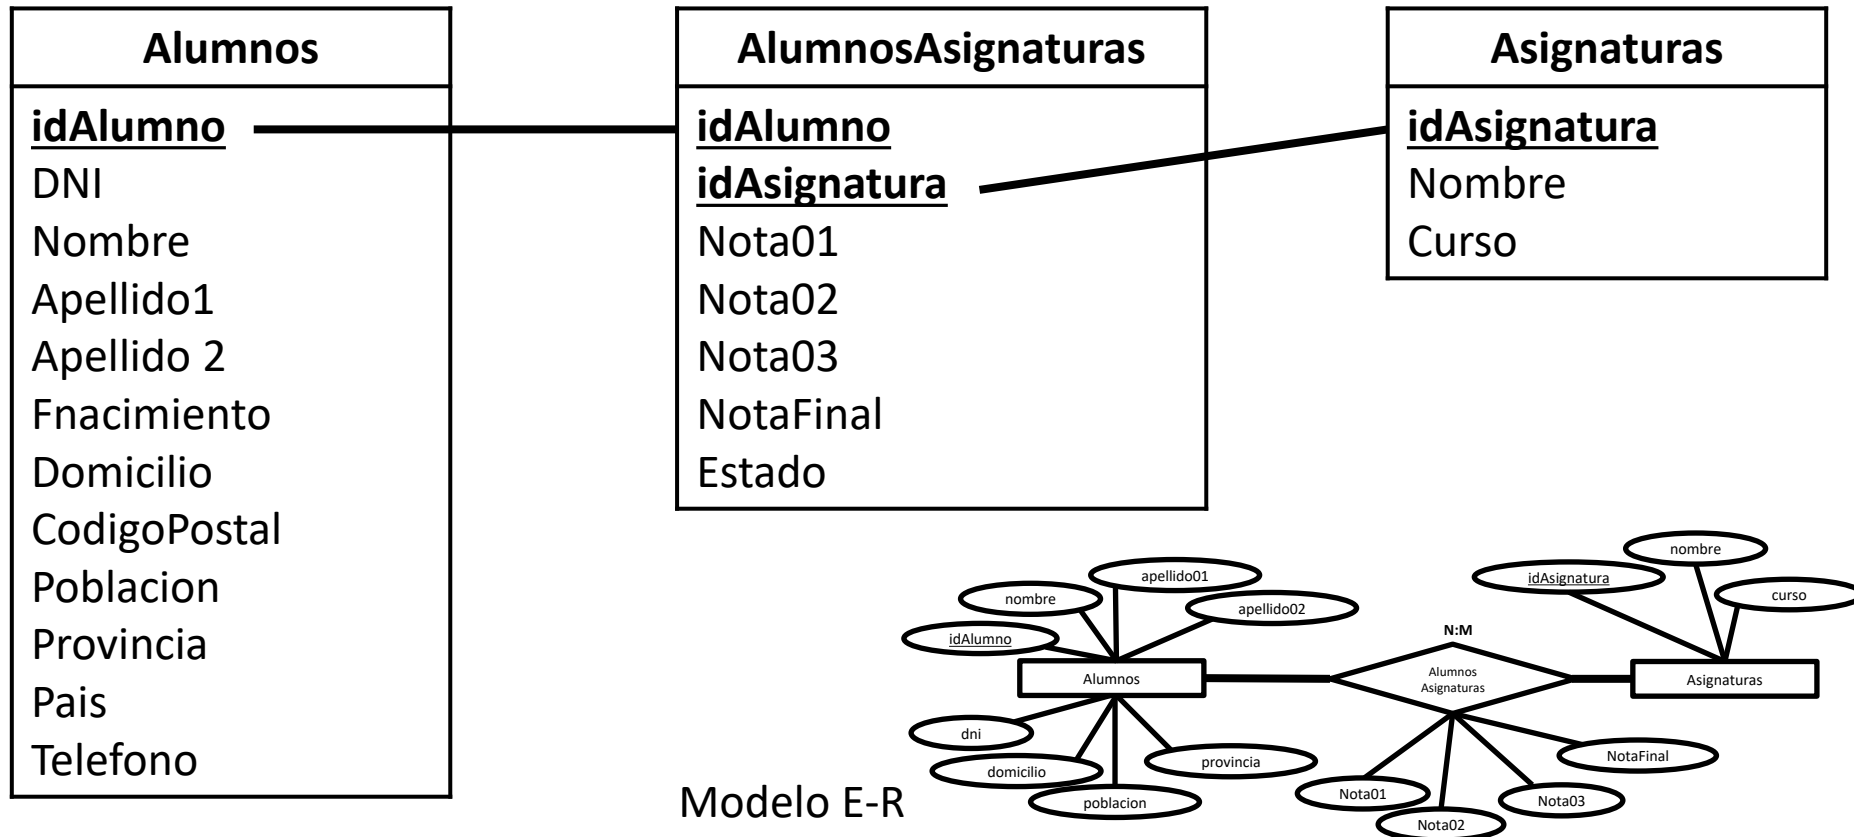 Alumnos
idAlumno
DNI
Nombre
Apellido1
Apellido 2
Fnacimiento
Domicilio
CodigoPostal
Poblacion
Provincia
Pais
Telefono
AlumnosAsignaturas
idAlumno
idAsignatura
Nota01
Nota02
Nota03
NotaFinal
Estado
Asignaturas
idAsignatura
Nombre
Curso
Modelo E-R
apellido01
nombre
apellido02
idAlumno
Alumnos
dni
domicilio
poblacion
provincia
N:M
Alumnos
Asignaturas
Nota01
Nota02
Nota03
NotaFinal
nombre
idAsignatura
curso
Asignaturas